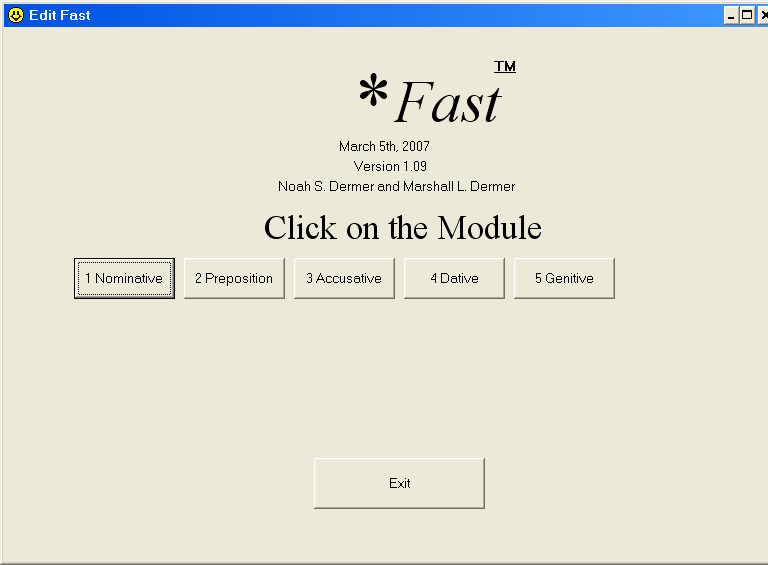 Edit Fast
TM
*Fast
March 5th, 2007
Version 1.09
Noah S. Dermer and Marshall L. Dermer
Click on the Module
1 Nominative 2 Preposition 3 Accusative 4 Dative 5 Genitive
Exit